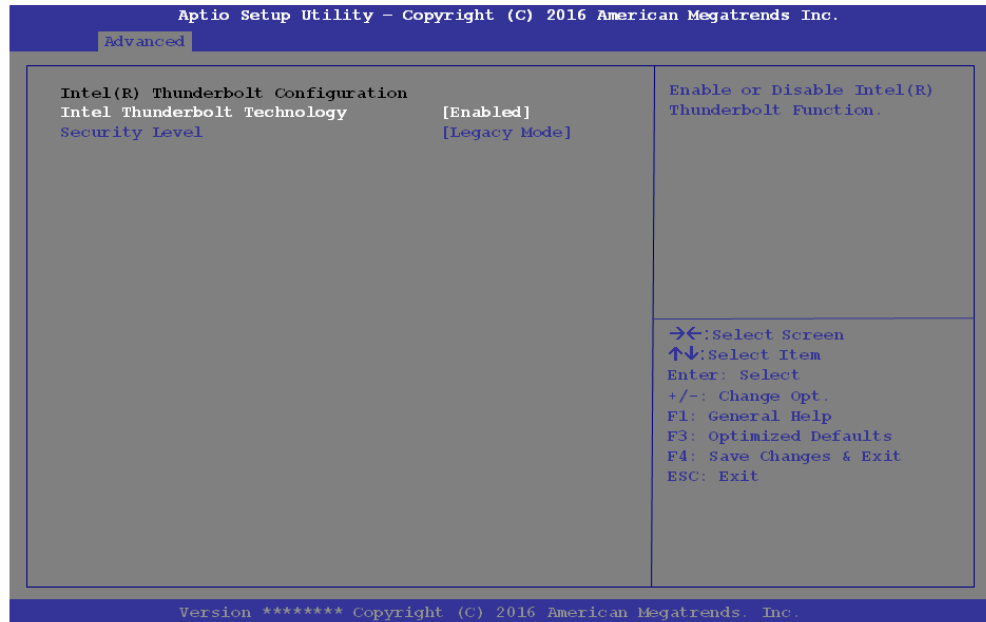 Aptio Setup Utility – Copyright (C) 2016 American Megatrends Inc.
Advanced
Intel(R) Thunderbolt Configuration
Intel Thunderbolt Technology [Enabled]
Security Level [Legacy Mode]
Enable or Disable Intel(R)
Thunderbolt Function.
→←:Select Screen
↑↓:Select Item
Enter: Select
+/-: Change Opt.
F1: General Help
F3: Optimized Defaults
F4: Save Changes & Exit
ESC: Exit
Version ******** Copyright (C) 2016 American Megatrends. Inc.